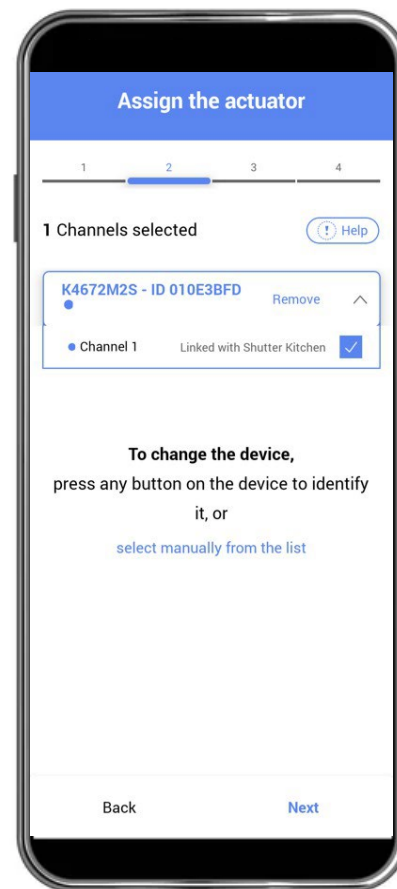 Assign the actuator
1 2 3 4
1 Channels selected
! Help
K4672M2S - ID 010E3BFD
Remove
Channel 1 Linked with Shutter Kitchen
To change the device,
press any button on the device to identify
it, or
select manually from the list
Back Next